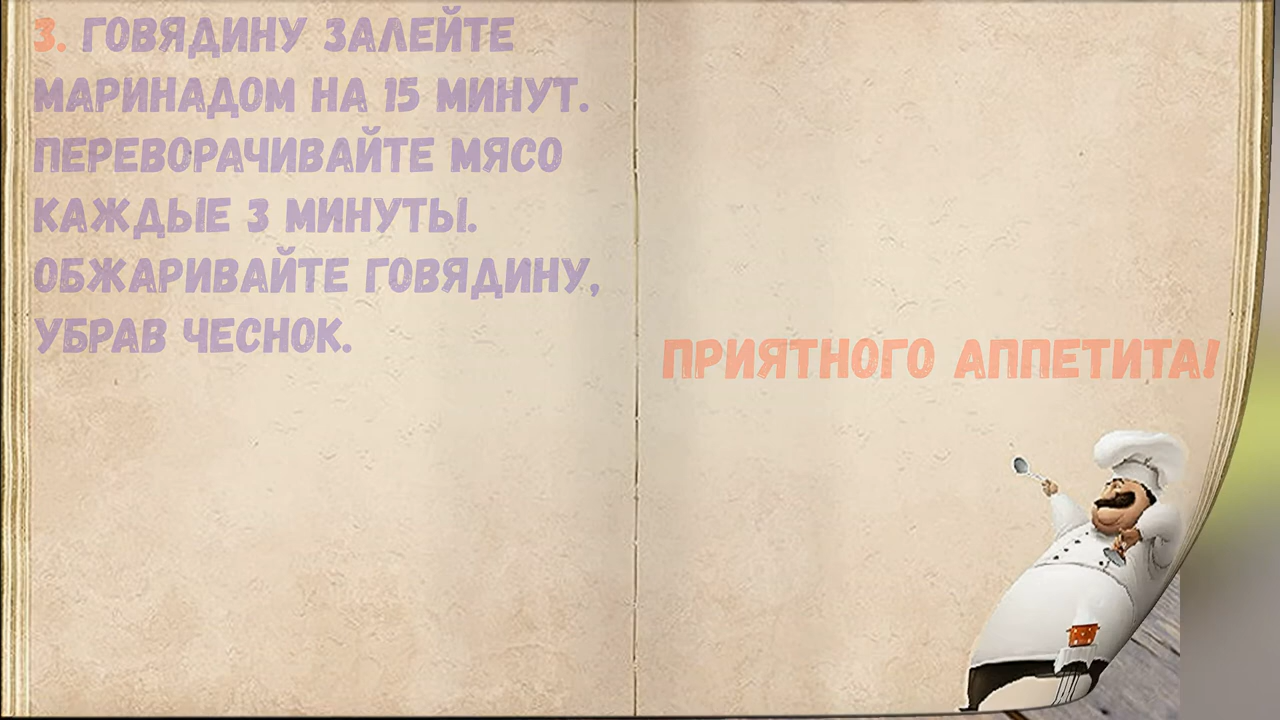 3. ГОВЯДИНУ ЗАЛЕЙТЕ
МАРИНАДОМ НА 15 МИНУТ.
ПЕРЕВОРАЧИВАЙТЕ МЯСО
КАЖДЫЕ 3 МИНУТЫ.
ОБЖАРИВАЙТЕ ГОВЯДИНУ,
УБРАВ ЧЕСНОК.
ПРИЯТНОГО АППЕТИТА!